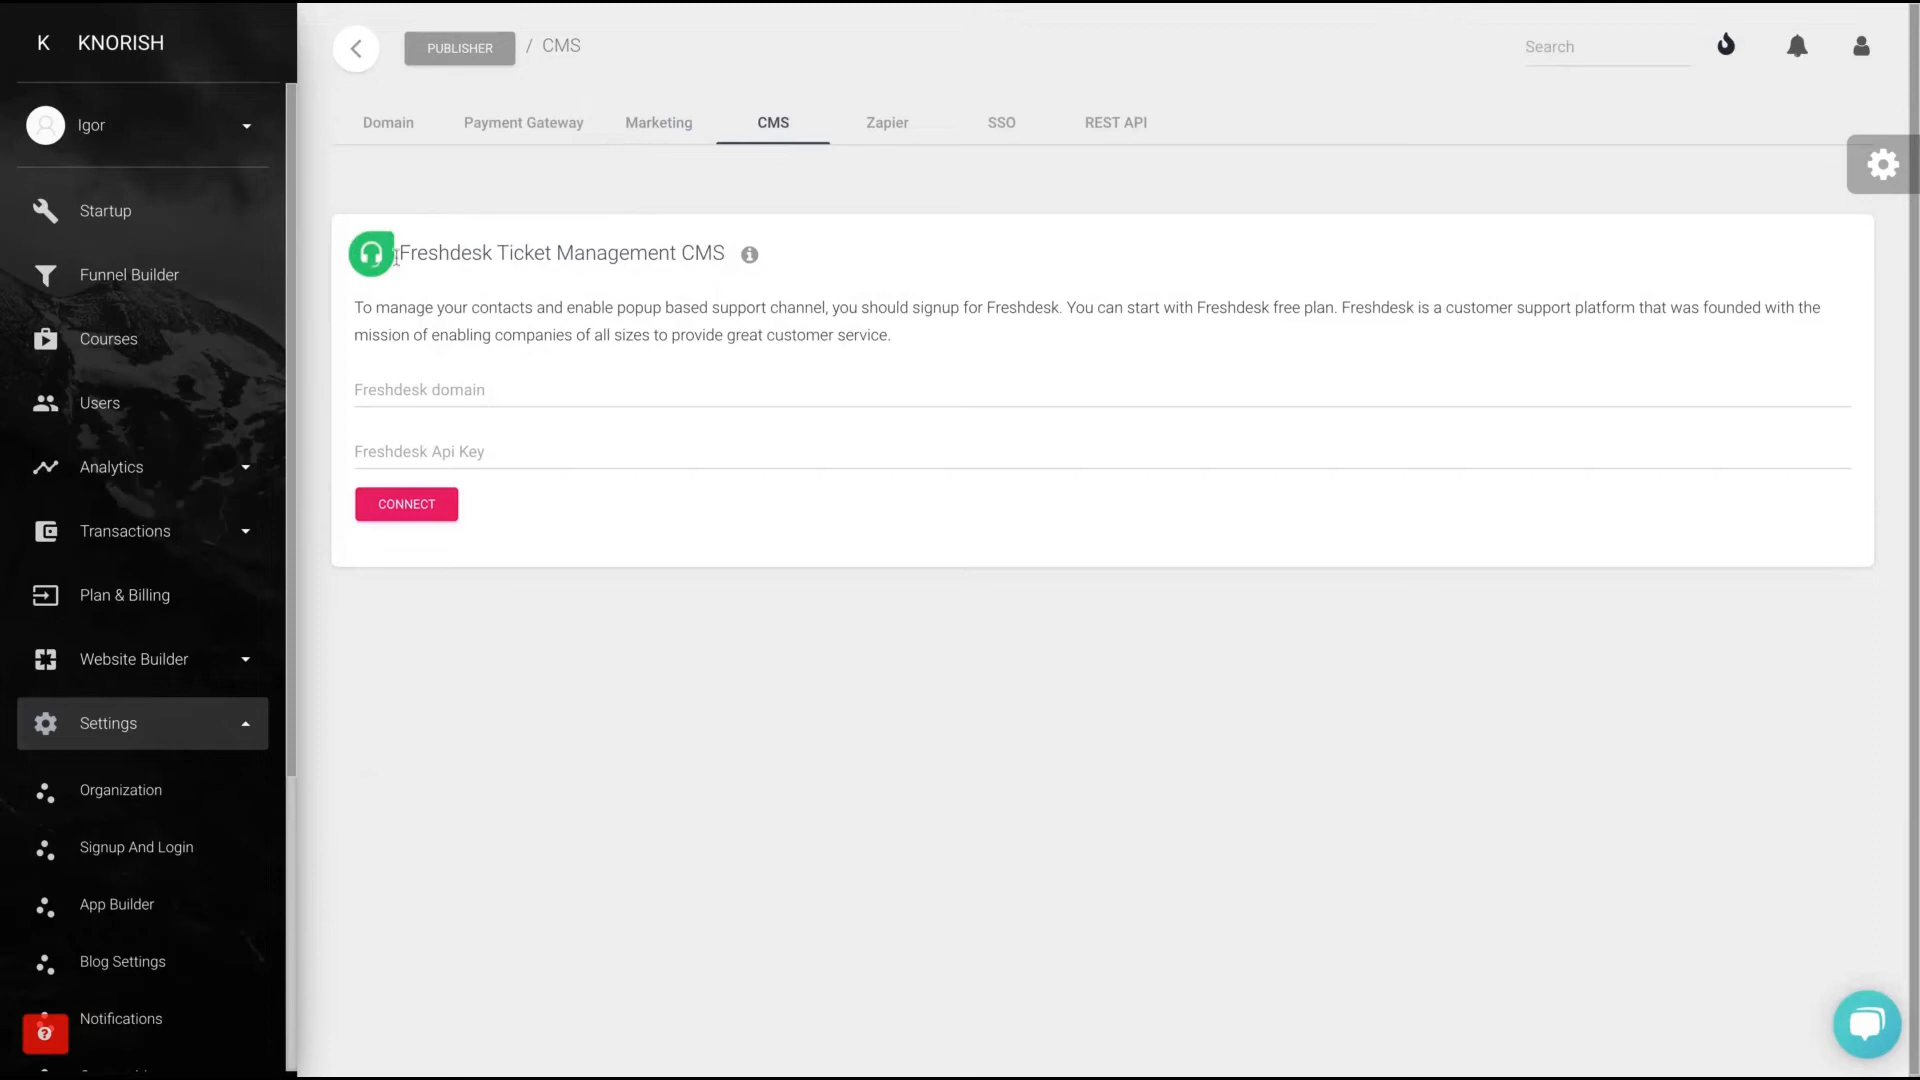 K KNORISH
Igor
Startup
Funnel Builder
Courses
Users
Analytics
Transactions
Plan & Billing
Website Builder
Settings
Organization
Signup And Login
App Builder
Blog Settings
Notifications
PUBLISHER / CMS
Search
Domain Payment Gateway Marketing CMS Zapier SSO REST API
Freshdesk Ticket Management CMS
To manage your contacts and enable popup based support channel, you should signup for Freshdesk. You can start with Freshdesk free plan. Freshdesk is a customer support platform that was founded with the
mission of enabling companies of all sizes to provide great customer service.
Freshdesk domain
Freshdesk Api Key
CONNECT